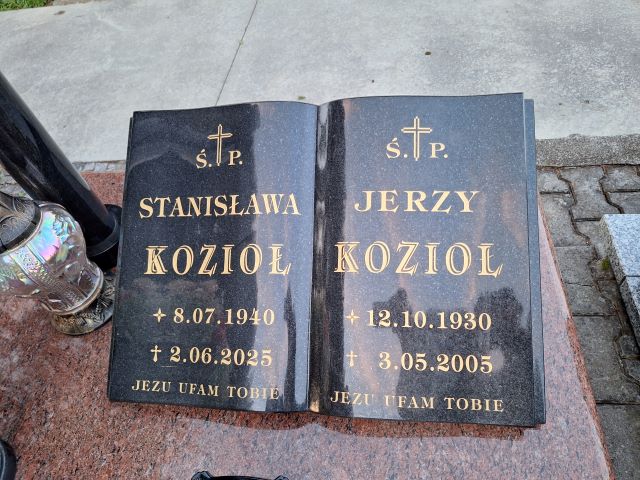 Ś. P.
STANISŁAWA
KOZIOŁ
8.07.1940
2.06.2025
JEZU UFAM TOBIE
Ś. P.
JERZY
KOZIOŁ
12.10.1930
3.05.2005
JEZU UFAM TOBIE